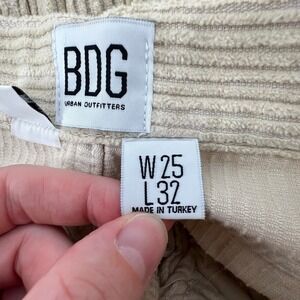 BDG
URBAN OUTFITTERS
W25
L32
MADE IN TURKEY